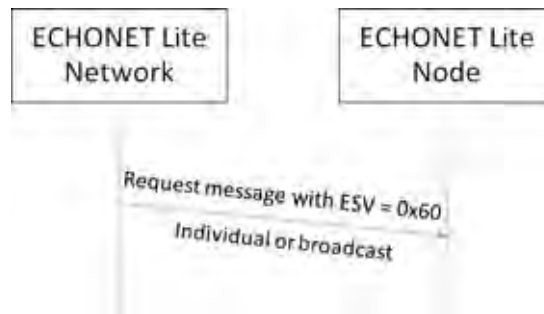 ECHONET Lite
Network
ECHONET Lite
Node
Request message with ESV = 0x60
Individual or broadcast